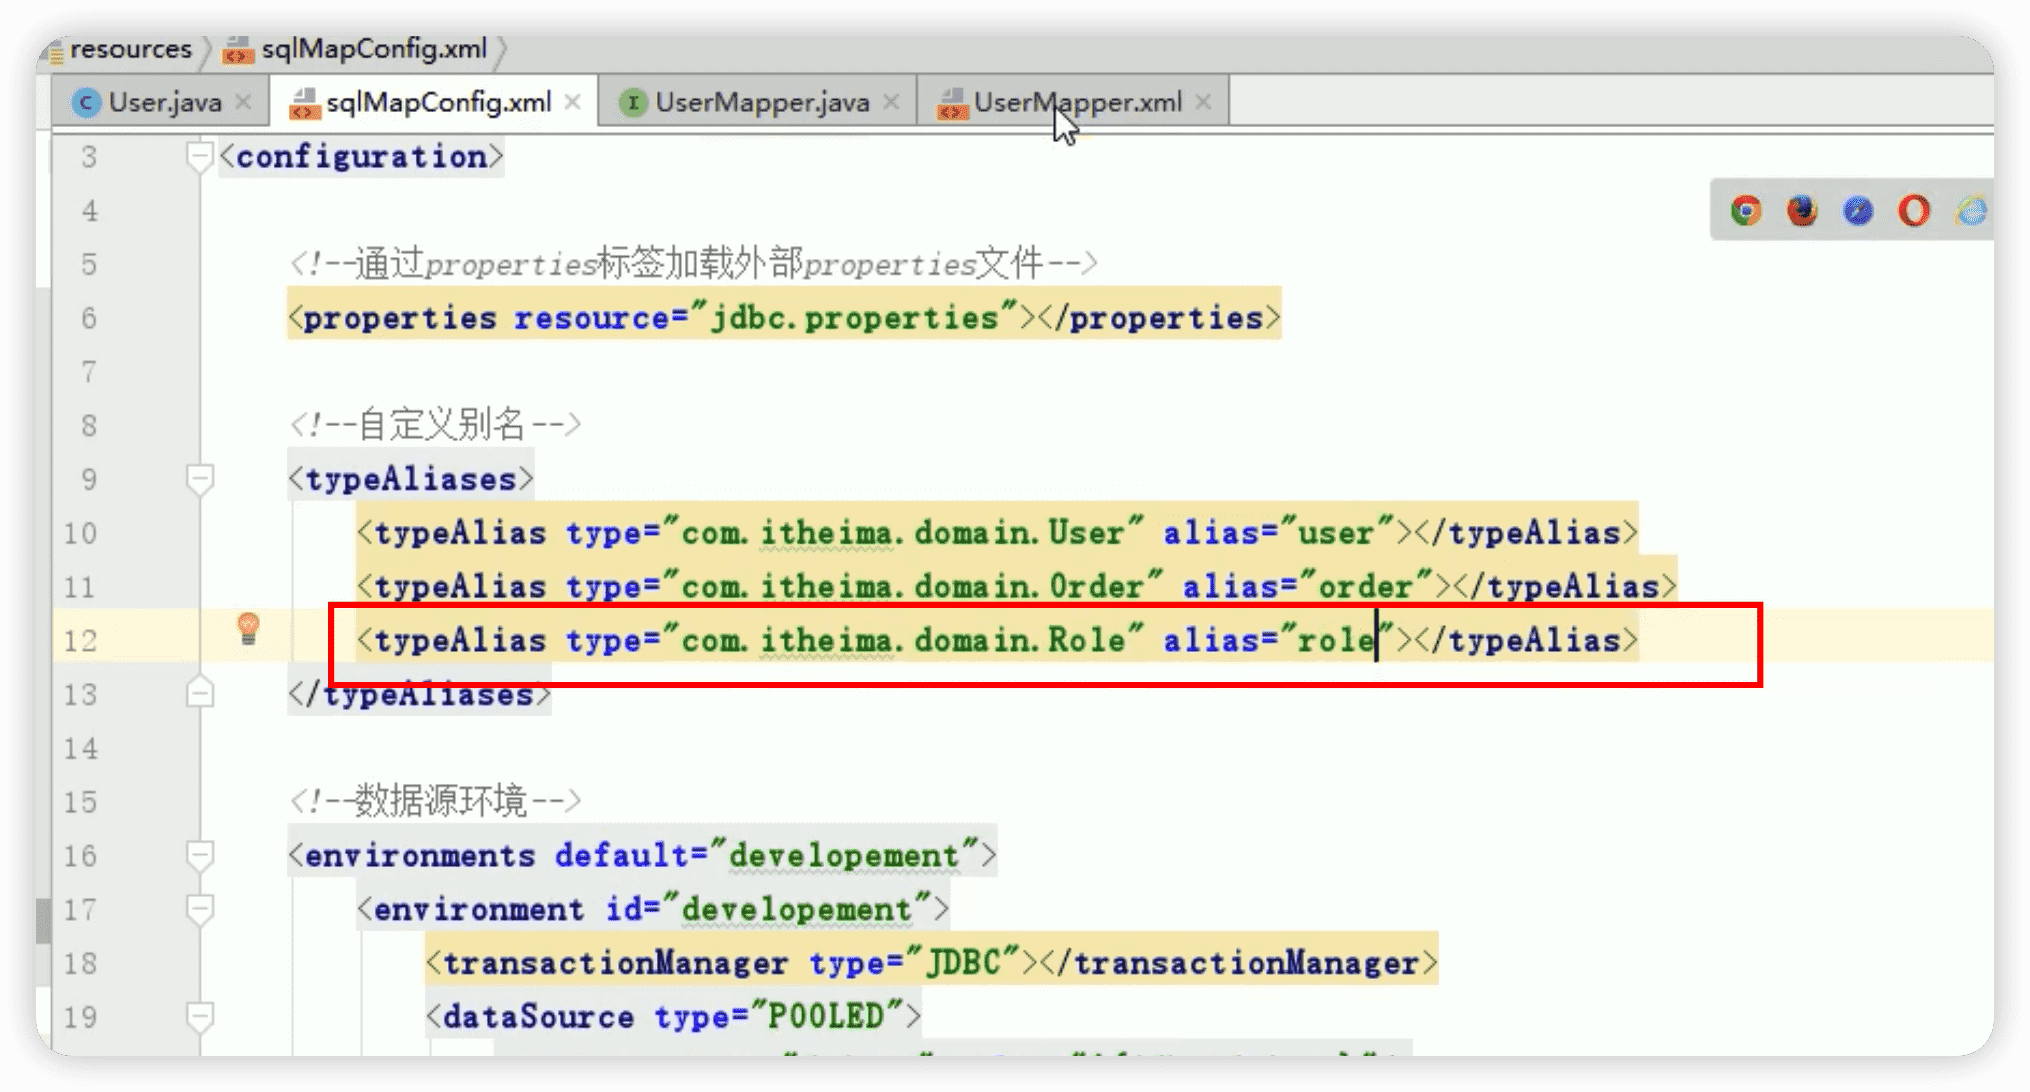 resources sqlMapConfig.xml
User.java sqlMapConfig.xml UserMapper.java UserMapper.xml
3 <configuration>
4
5 <!--通过properties标签加载外部properties文件-->
6 <properties resource="jdbc.properties"></properties>
7
8 <!--自定义别名-->
9 <typeAliases>
10 <typeAlias type="com.itheima.domain.User" alias="user"></typeAlias>
11 <typeAlias type="com.itheima.domain.Order" alias="order"></typeAlias>
12 <typeAlias type="com.itheima.domain.Role" alias="role"></typeAlias>
13 </typeAliases>
14
15 <!--数据源环境-->
16 <environments default="developement">
17 <environment id="developement">
18 <transactionManager type="JDBC"></transactionManager>
19 <dataSource type="POOLED">